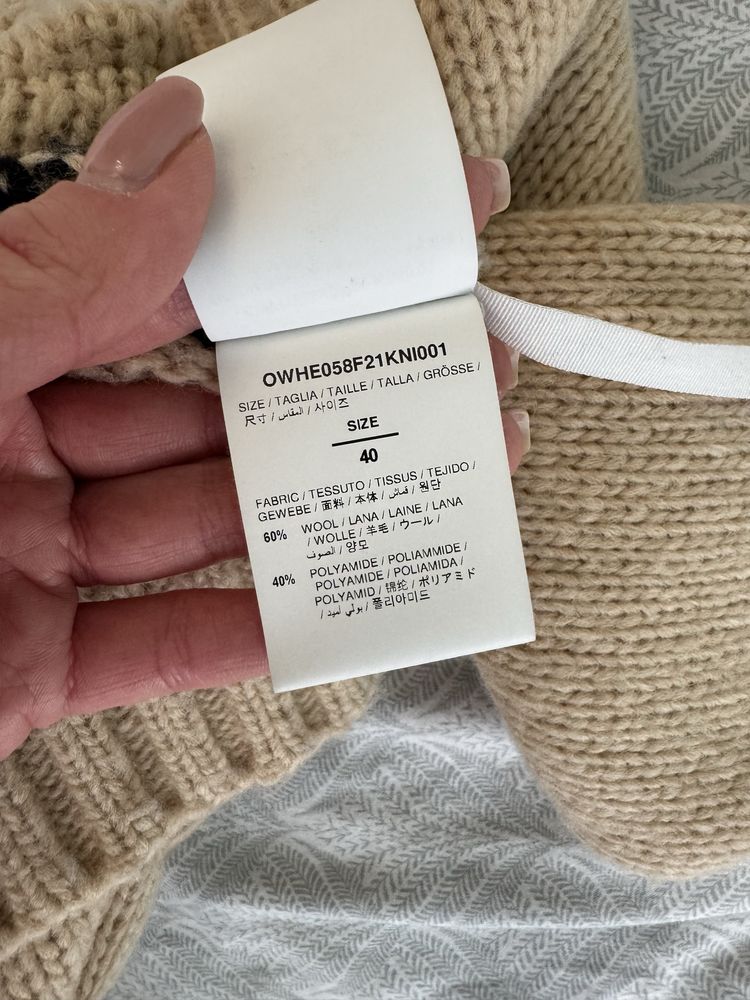 OWHE058F21KNI001
SIZE / TAGLIA / TAILLE / TALLA / GRÖSSE /
尺寸 / المقاس / 사이즈
SIZE
40
FABRIC / TESSUTO / TISSUS / TEJIDO /
GEWEBE / 面料 / 本体 / قماش / 원단
60% WOOL / LANA / LAINE / LANA
/ WOLLE / 羊毛 / ウール /
الصوف / 양모
40% POLYAMIDE / POLIAMMIDE /
POLYAMIDE / POLIAMIDA /
POLYAMID / 锦纶 / ポリアミド
/ بولي أميد / 폴리아미드